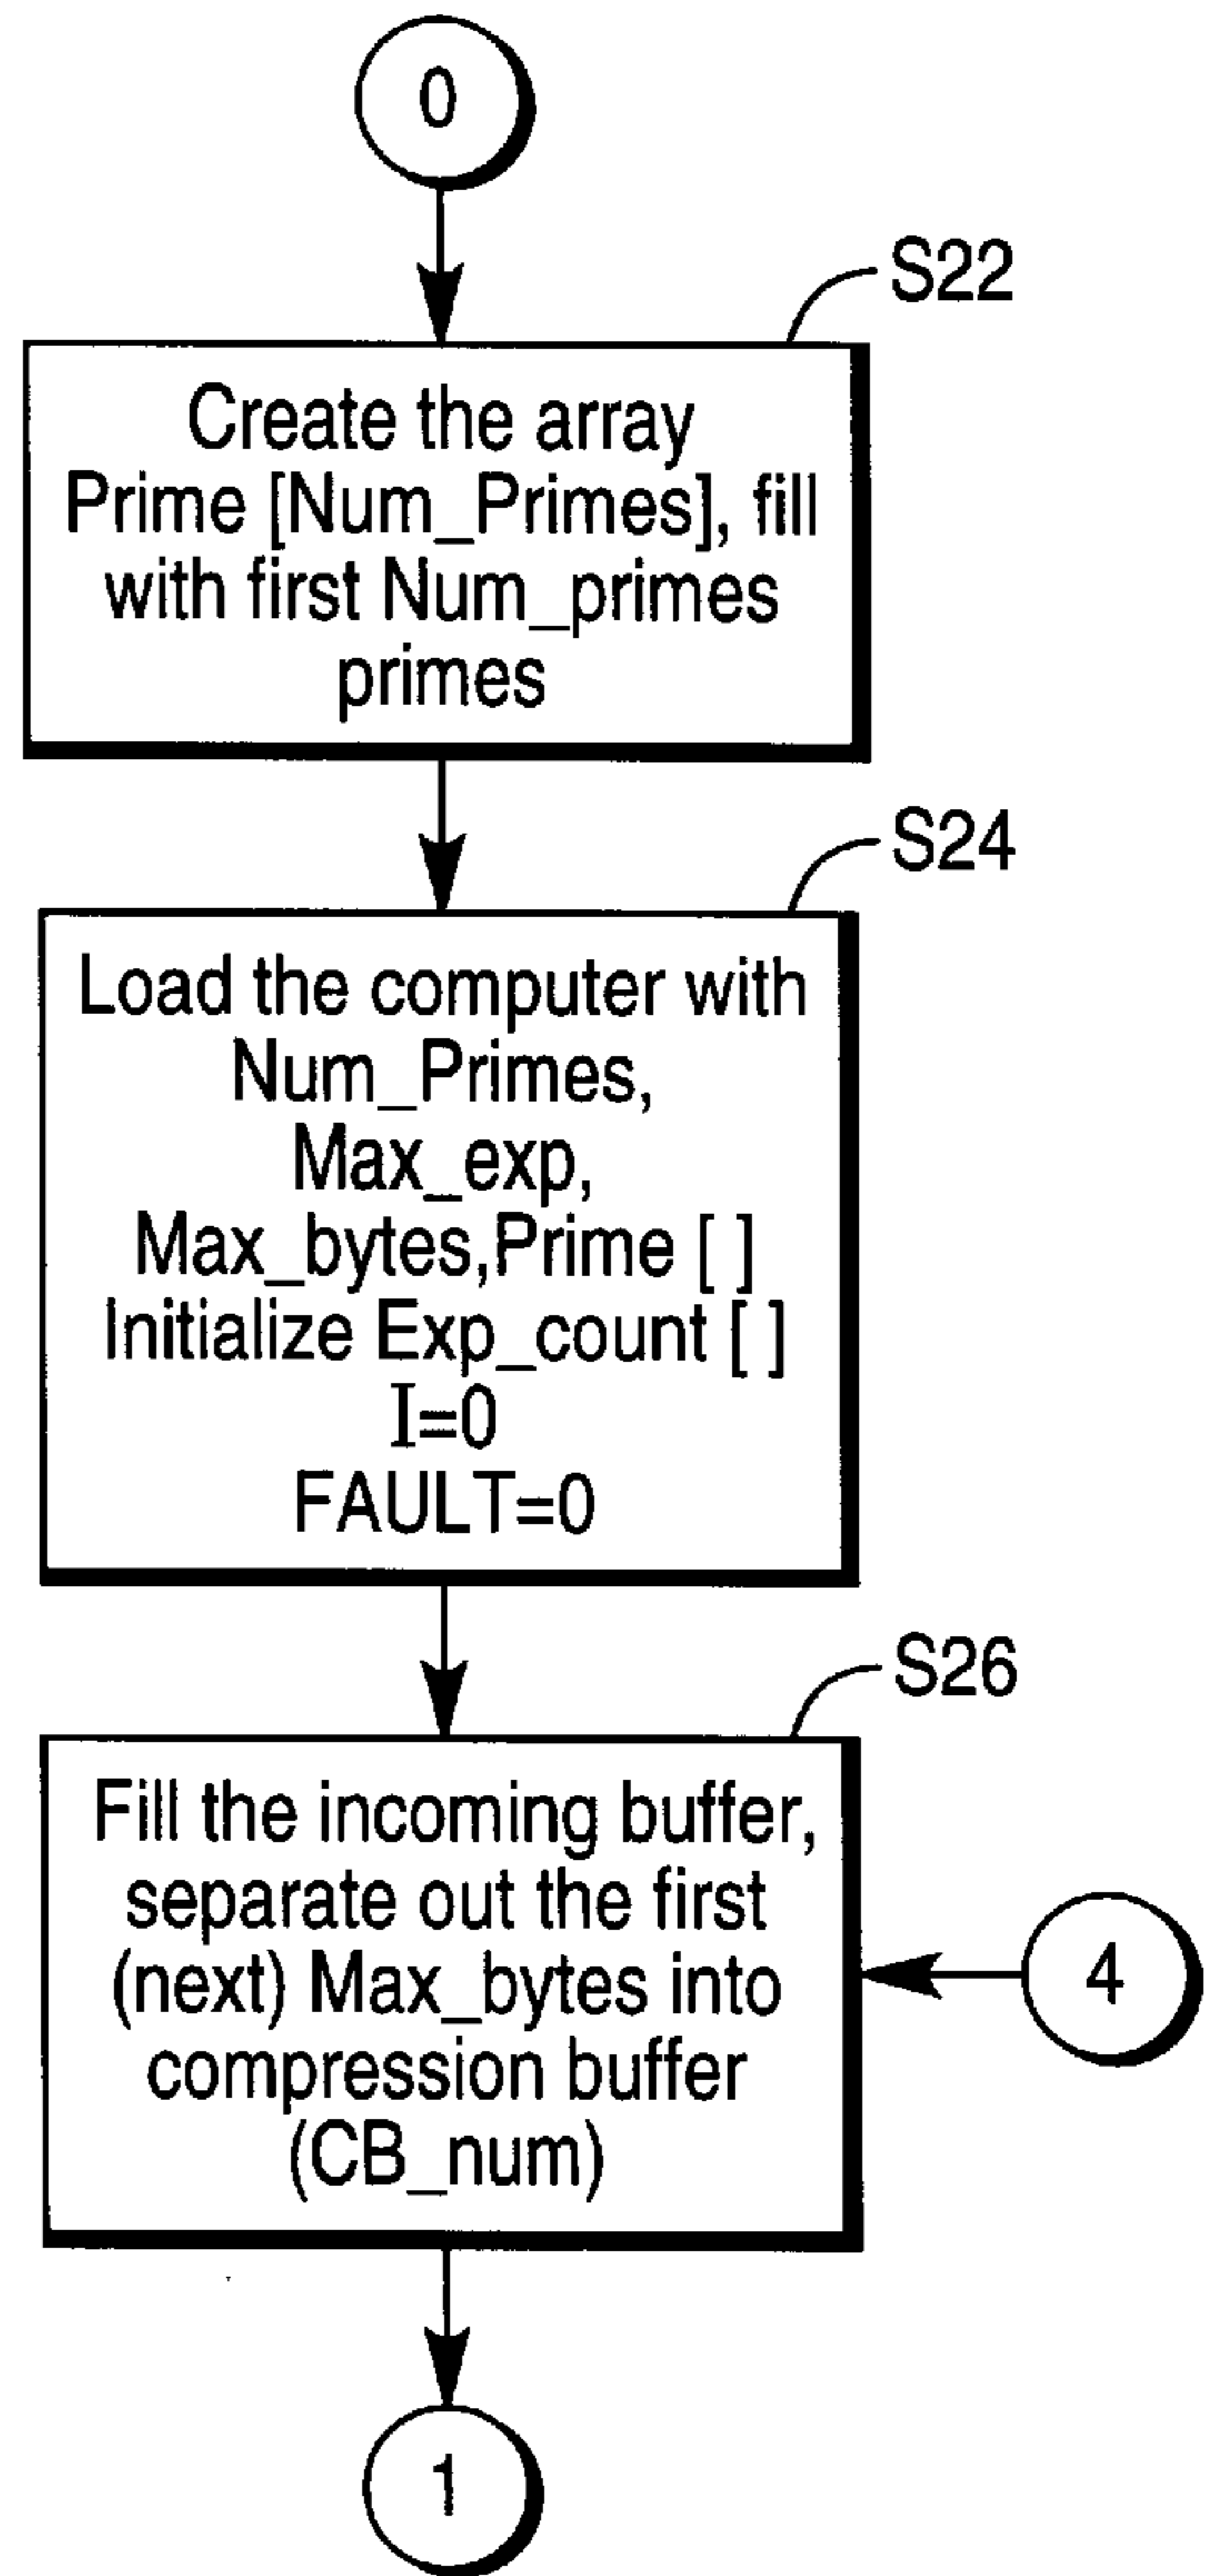 0
S22
Create the array
Prime [Num_Primes], fill
with first Num_primes
primes
S24
Load the computer with
Num_Primes,
Max_exp,
Max_bytes,Prime [ ]
Initialize Exp_count [ ]
I=0
FAULT=0
S26
Fill the incoming buffer,
separate out the first
(next) Max_bytes into
compression buffer
(CB_num)
4
1